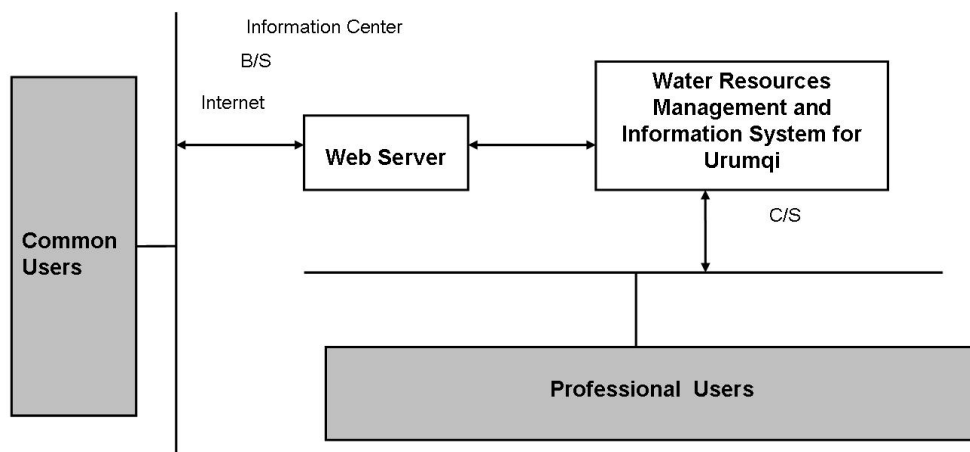 Information Center
B/S
Internet
Web Server
Water Resources
Management and
Information System for
Urumqi
C/S
Common
Users
Professional Users